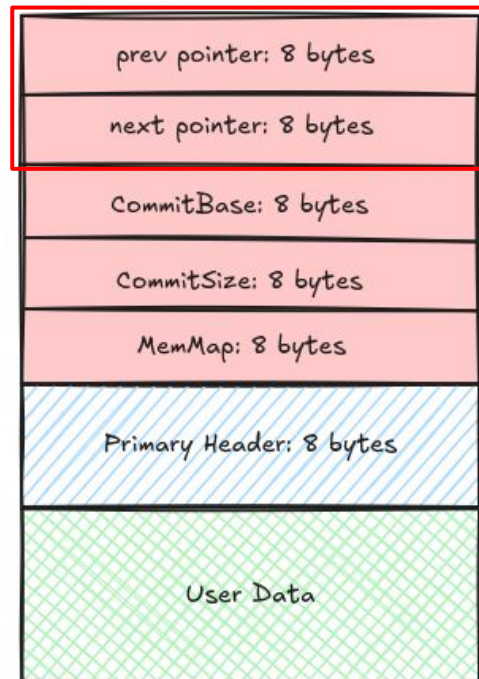 prev pointer: 8 bytes
next pointer: 8 bytes
CommitBase: 8 bytes
CommitSize: 8 bytes
MemMap: 8 bytes
Primary Header: 8 bytes
User Data